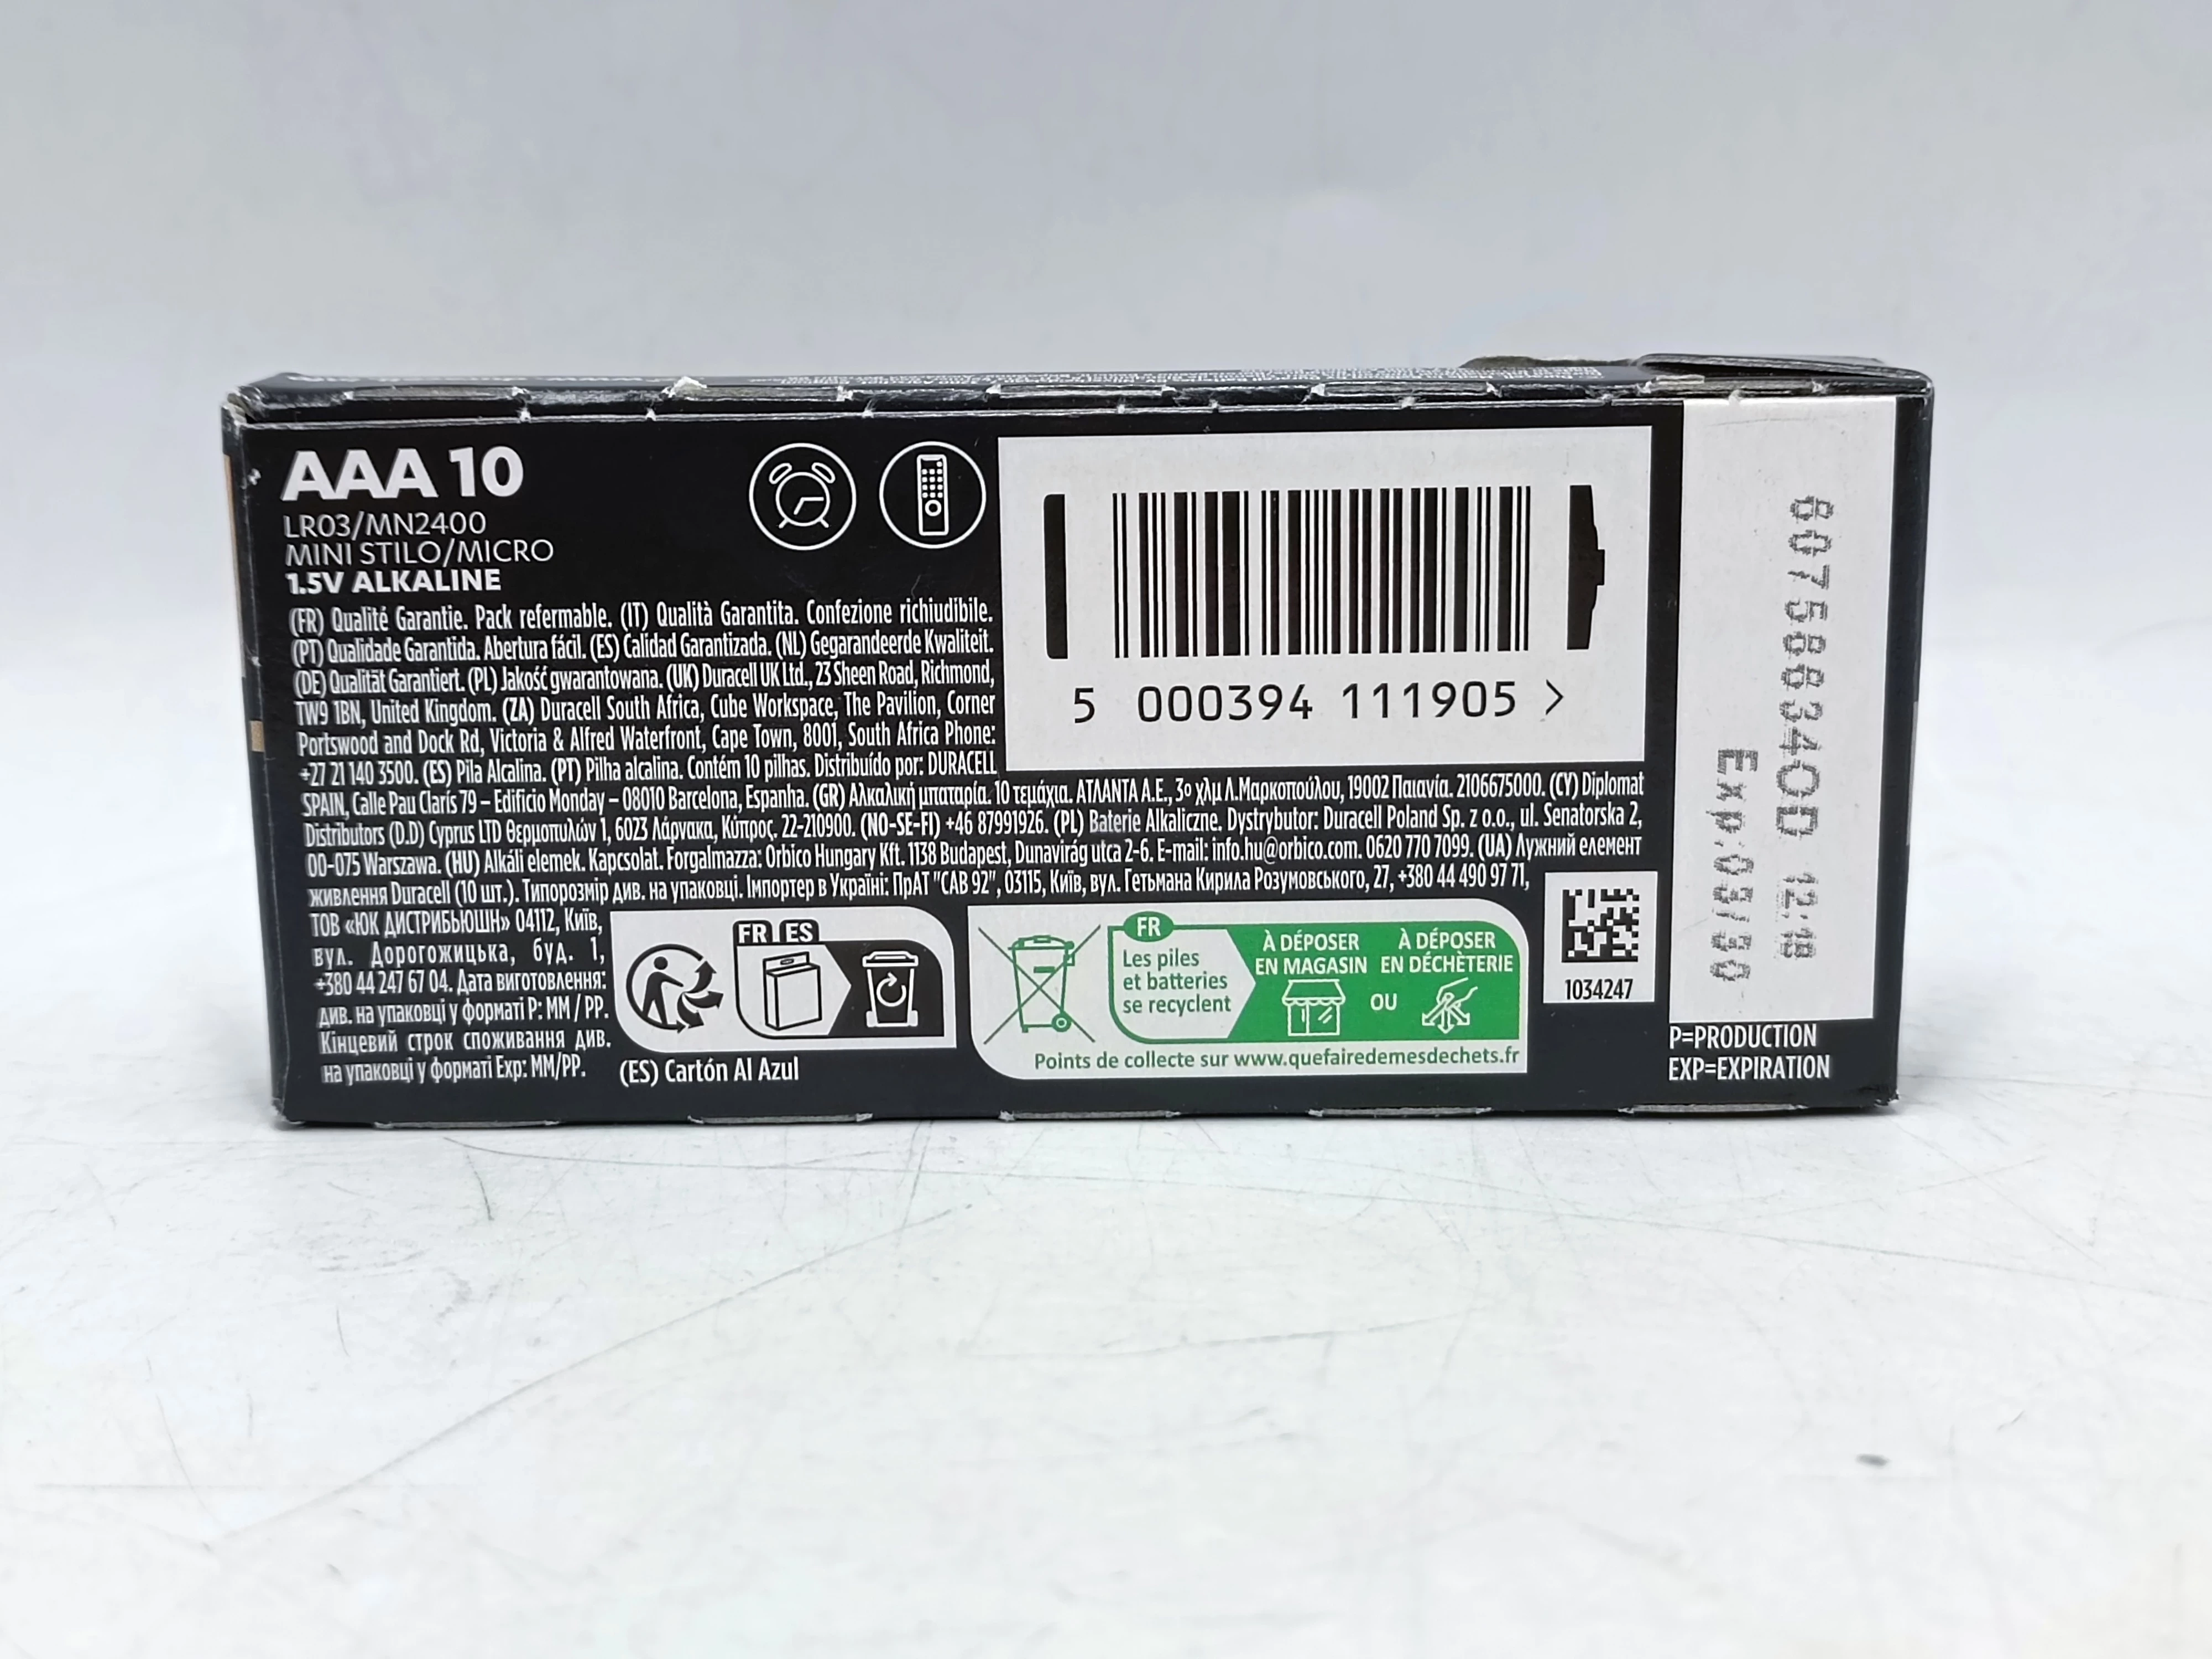 AAA 10
LR03/MN2400
MINI STILO/MICRO
1.5V ALKALINE
(FR) Qualité Garantie. Pack refermable. (IT) Qualità Garantita. Confezione richiudibile.
(PT) Qualidade Garantida. Abertura fácil. (ES) Calidad Garantizada. (NL) Gegarandeerde Kwaliteit.
(DE) Qualität Garantiert. (PL) Jakość gwarantowana. (UK) Duracell UK Ltd., 23 Sheen Road, Richmond,
TW9 1BN, United Kingdom. (ZA) Duracell South Africa, Cube Workspace, The Pavilion, Corner
Portswood and Dock Rd, Victoria & Alfred Waterfront, Cape Town, 8001, South Africa Phone:
+27 21 140 3500. (ES) Pila Alcalina. (PT) Pilha alcalina. Contém 10 pilhas. Distribuído por: DURACELL
SPAIN, Calle Pau Clarís 79 – Edificio Monday – 08010 Barcelona, Espanha. (GR) Αλκαλική μπαταρία. 10 τεμάχια. ΑΤΛΑΝΤΑ Α.Ε., 3ο χλμ Λ.Μαρκοπούλου, 19002 Παιανία. 2106675000. (CY) Diplomat
Distributors (D.D) Cyprus LTD Θερμοπυλών 1, 6023 Λάρνακα, Κύπρος. 22-210900. (NO-SE-FI) +46 87991926. (PL) Baterie Alkaliczne. Dystrybutor: Duracell Poland Sp. z o.o., ul. Senatorska 2,
00-075 Warszawa. (HU) Alkáli elemek. Kapcsolat. Forgalmazza: Orbico Hungary Kft. 1138 Budapest, Dunavirág utca 2-6. E-mail: info.hu@orbico.com. 0620 770 7099. (UA) Лужний елемент
живлення Duracell (10 шт.). Типорозмір див. на упаковці. Імпортер в Україні: ПрАТ "САВ 92", 03115, Київ, вул. Гетьмана Кирила Розумовського, 27, +380 44 490 97 71,
ТОВ «ЮК ДИСТРИБЬЮШН» 04112, Київ,
вул. Дорогожицька, буд. 1,
+380 44 247 67 04. Дата виготовлення:
див. на упаковці у форматі P: MM / PP.
Кінцевий строк споживання див.
на упаковці у форматі Exp: MM/PP.
5 000394 111905 >
FR ES
(ES) Cartón Al Azul
FR
Les piles
et batteries
se recyclent
À DÉPOSER
EN MAGASIN
OU
À DÉPOSER
EN DÉCHÈTERIE
Points de collecte sur www.quefairedemesdechets.fr
1034247
12:18
Exp:03/30
P=PRODUCTION
EXP=EXPIRATION